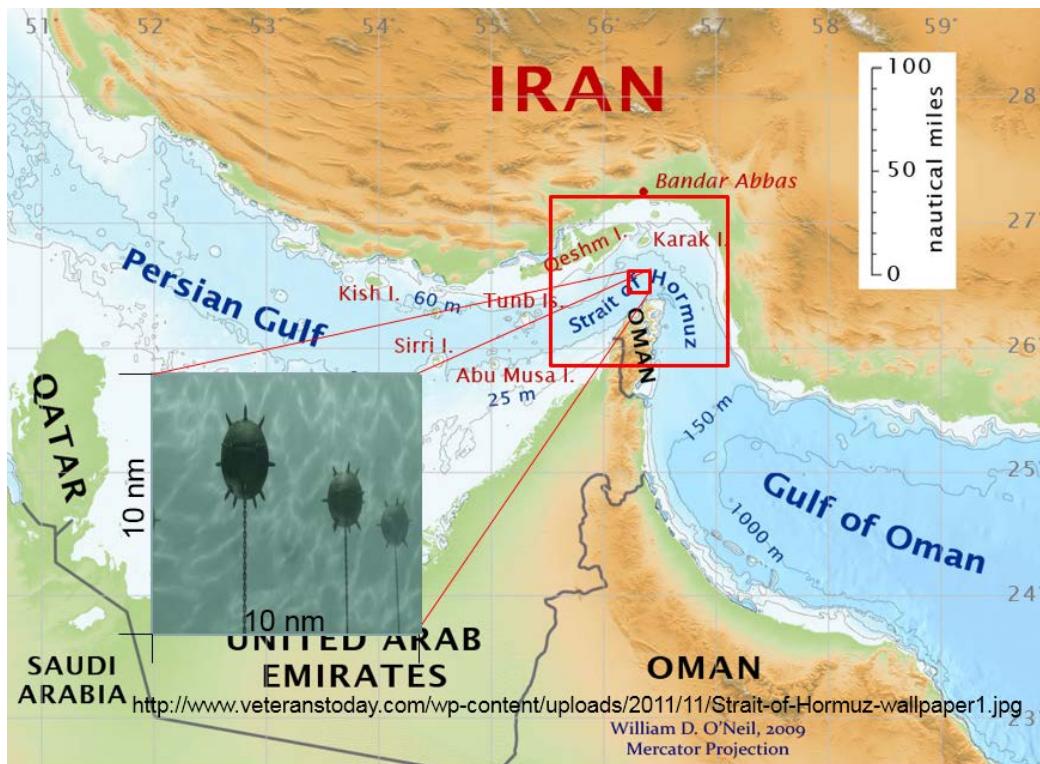 51°
52
53
54
55
56°
57
58
59°
IRAN
100
50
0
nautical miles
28°
27°
26°
25°
24°
23°
Bandar Abbas
Qeshm I.
Karak I.
Persian Gulf
Kish I.
60 m
Tunb Is.
Strait of Hormuz
OMAN
Sirri I.
Abu Musa I.
25 m
QATAR
150 m
Gulf of Oman
1000 m
10 nm
10 nm
UNITED ARAB
EMIRATES
SAUDI
ARABIA
OMAN
http://www.veteranstoday.com/wp-content/uploads/2011/11/Strait-of-Hormuz-wallpaper1.jpg
William D. O'Neil, 2009
Mercator Projection